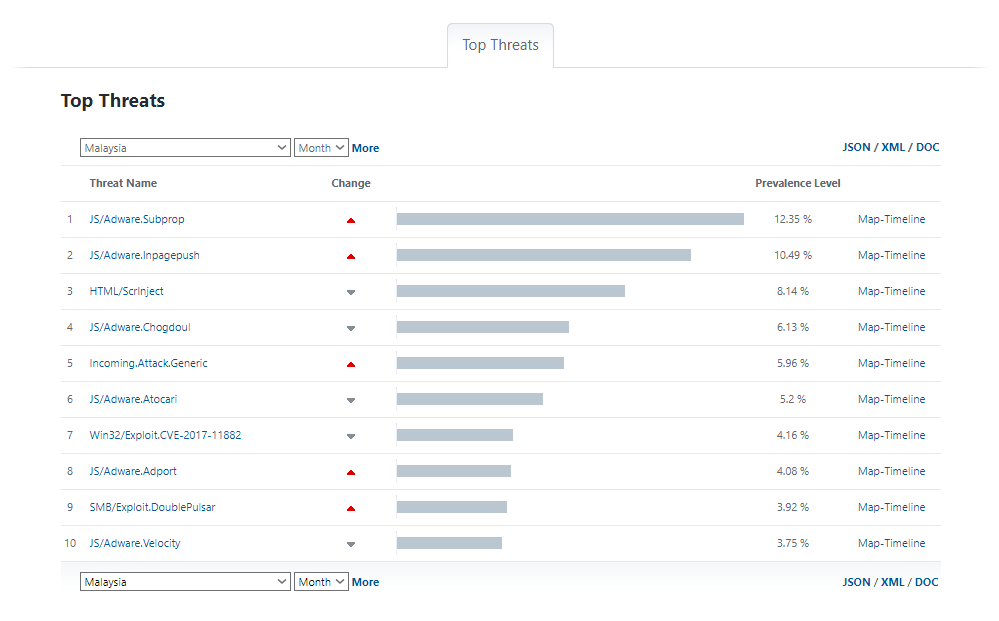 Top Threats
Top Threats
Malaysia Month More JSON / XML / DOC
Threat Name Change Prevalence Level
1 JS/Adware.Subprop 12.35 % Map-Timeline
2 JS/Adware.Inpagepush 10.49 % Map-Timeline
3 HTML/ScrInject 8.14 % Map-Timeline
4 JS/Adware.Chogdoul 6.13 % Map-Timeline
5 Incoming.Attack.Generic 5.96 % Map-Timeline
6 JS/Adware.Atocari 5.2 % Map-Timeline
7 Win32/Exploit.CVE-2017-11882 4.16 % Map-Timeline
8 JS/Adware.Adport 4.08 % Map-Timeline
9 SMB/Exploit.DoublePulsar 3.92 % Map-Timeline
10 JS/Adware.Velocity 3.75 % Map-Timeline
Malaysia Month More JSON / XML / DOC